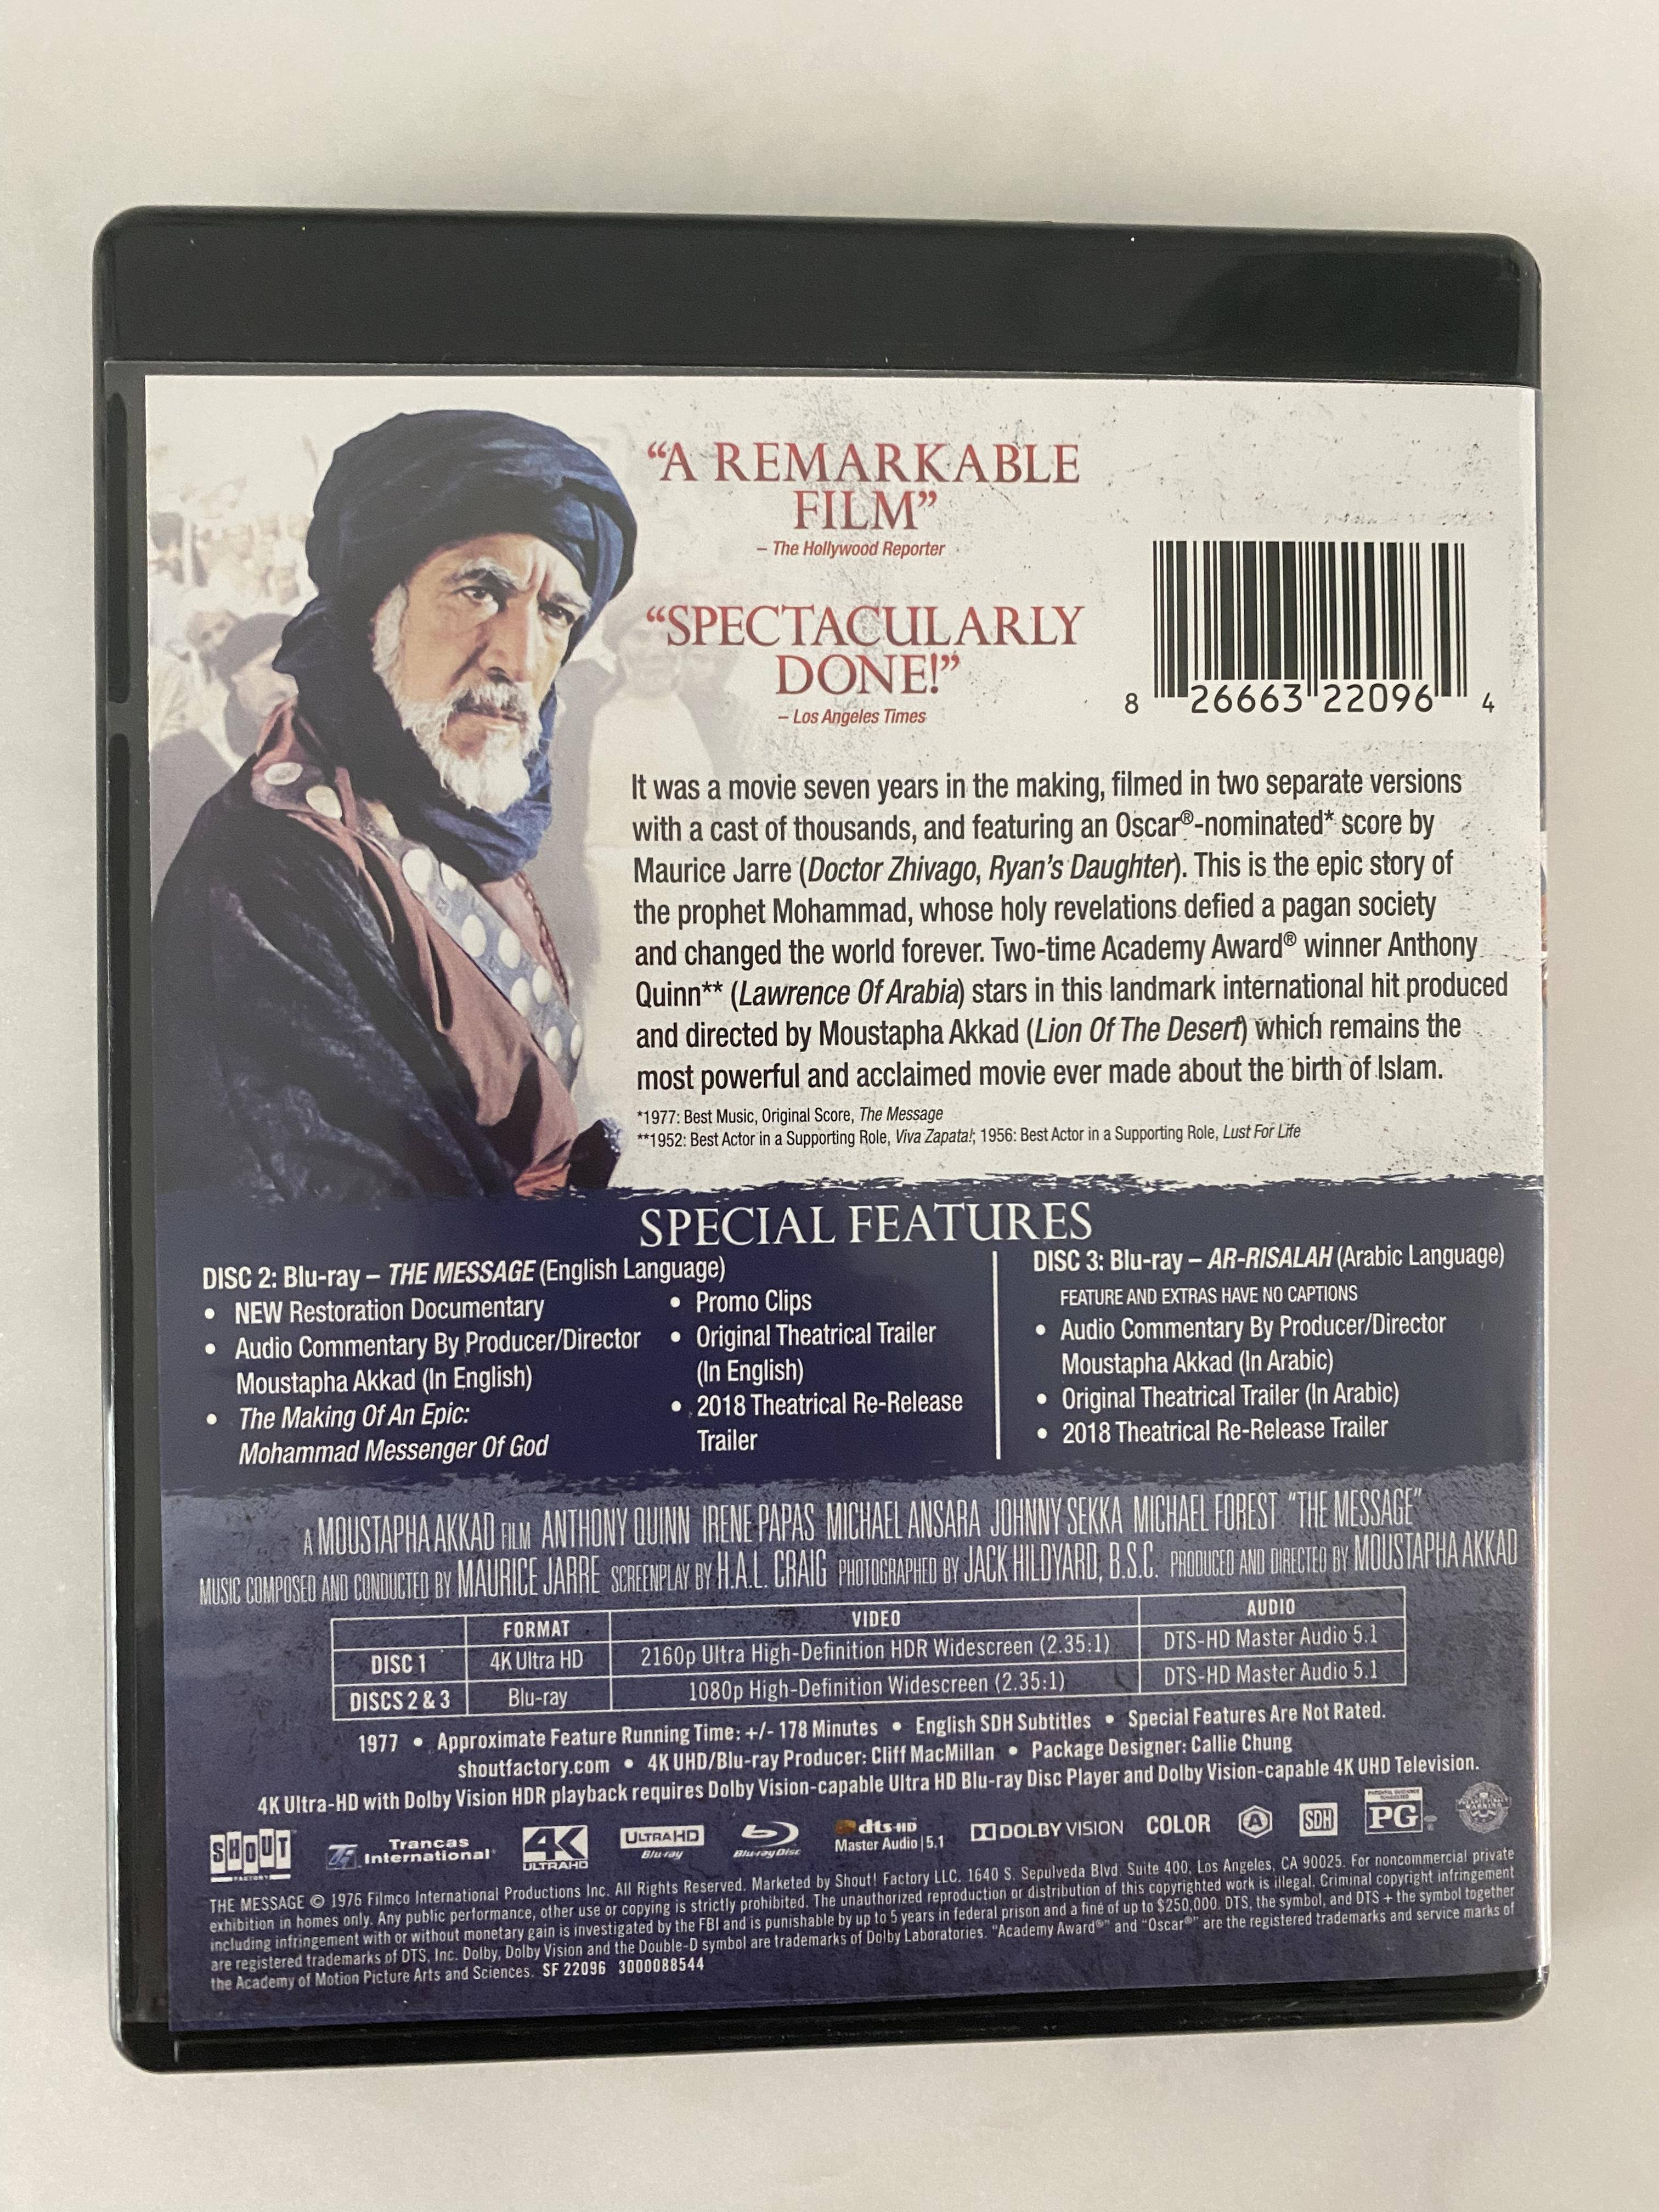 “A REMARKABLE
FILM”
– The Hollywood Reporter
“SPECTACULARLY
DONE!”
– Los Angeles Times
8 26663 22096 4
It was a movie seven years in the making, filmed in two separate versions
with a cast of thousands, and featuring an Oscar®-nominated* score by
Maurice Jarre (Doctor Zhivago, Ryan’s Daughter). This is the epic story of
the prophet Mohammad, whose holy revelations defied a pagan society
and changed the world forever. Two-time Academy Award® winner Anthony
Quinn** (Lawrence Of Arabia) stars in this landmark international hit produced
and directed by Moustapha Akkad (Lion Of The Desert) which remains the
most powerful and acclaimed movie ever made about the birth of Islam.
*1977: Best Music, Original Score, The Message
**1952: Best Actor in a Supporting Role, Viva Zapata!; 1956: Best Actor in a Supporting Role, Lust For Life
SPECIAL FEATURES
DISC 2: Blu-ray – THE MESSAGE (English Language)
• NEW Restoration Documentary
• Audio Commentary By Producer/Director
Moustapha Akkad (In English)
• The Making Of An Epic:
Mohammad Messenger Of God
• Promo Clips
• Original Theatrical Trailer
(In English)
• 2018 Theatrical Re-Release
Trailer
DISC 3: Blu-ray – AR-RISALAH (Arabic Language)
FEATURE AND EXTRAS HAVE NO CAPTIONS
• Audio Commentary By Producer/Director
Moustapha Akkad (In Arabic)
• Original Theatrical Trailer (In Arabic)
• 2018 Theatrical Re-Release Trailer
A MOUSTAPHA AKKAD FILM ANTHONY QUINN IRENE PAPAS MICHAEL ANSARA JOHNNY SEKKA MICHAEL FOREST “THE MESSAGE”
MUSIC COMPOSED AND CONDUCTED BY MAURICE JARRE SCREENPLAY BY H.A.L. CRAIG PHOTOGRAPHED BY JACK HILDYARD, B.S.C. PRODUCED AND DIRECTED BY MOUSTAPHA AKKAD
FORMAT VIDEO AUDIO
DISC 1 4K Ultra HD 2160p Ultra High-Definition HDR Widescreen (2.35:1) DTS-HD Master Audio 5.1
DISCS 2 & 3 Blu-ray 1080p High-Definition Widescreen (2.35:1) DTS-HD Master Audio 5.1
1977 • Approximate Feature Running Time: +/- 178 Minutes • English SDH Subtitles • Special Features Are Not Rated.
shoutfactory.com • 4K UHD/Blu-ray Producer: Cliff MacMillan • Package Designer: Callie Chung
4K Ultra-HD with Dolby Vision HDR playback requires Dolby Vision-capable Ultra HD Blu-ray Disc Player and Dolby Vision-capable 4K UHD Television.
SHOUT FACTORY
Trancas International
4K ULTRAHD
ULTRA HD Blu-ray
Blu-ray Disc
dts-HD Master Audio | 5.1
DOLBY VISION
COLOR
A
SDH
PARENTAL GUIDANCE SUGGESTED PG
THE MESSAGE © 1976 Filmco International Productions Inc. All Rights Reserved. Marketed by Shout! Factory LLC. 1640 S. Sepulveda Blvd. Suite 400, Los Angeles, CA 90025. For noncommercial private
exhibition in homes only. Any public performance, other use or copying is strictly prohibited. The unauthorized reproduction or distribution of this copyrighted work is illegal. Criminal copyright infringement
including infringement with or without monetary gain is investigated by the FBI and is punishable by up to 5 years in federal prison and a fine of up to $250,000. DTS, the symbol, and DTS + the symbol together
are registered trademarks of DTS, Inc. Dolby, Dolby Vision and the Double-D symbol are trademarks of Dolby Laboratories. “Academy Award®” and “Oscar®” are the registered trademarks and service marks of
the Academy of Motion Picture Arts and Sciences. SF 22096 3D00088544